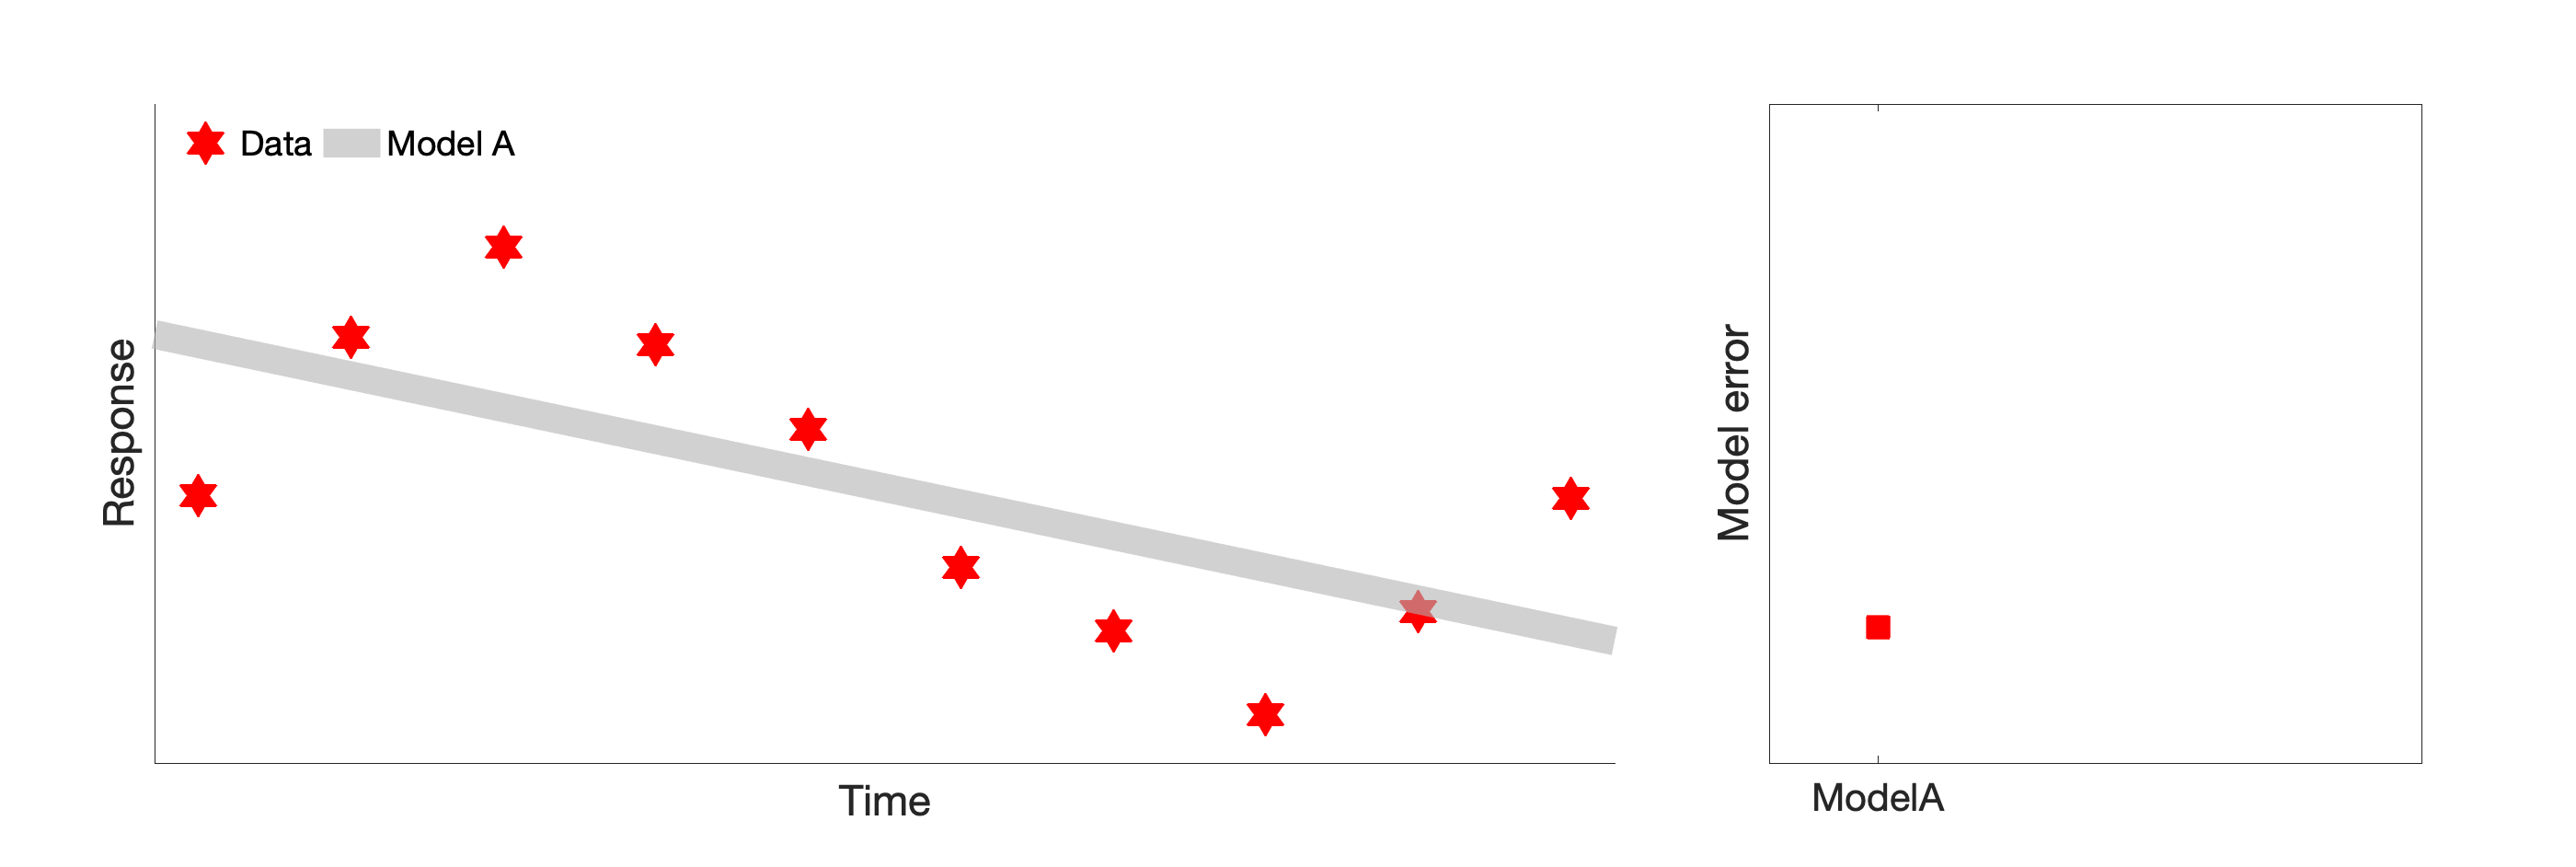 Data Model A
Response
Time
Model error
ModelA